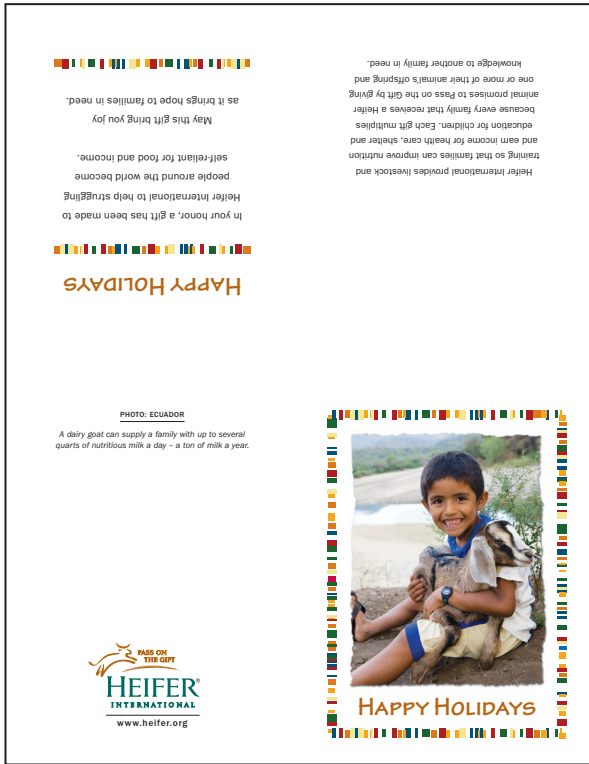 Happy Holidays
In your honor, a gift has been made to
Heifer International to help struggling
people around the world become
self-reliant for food and income.
May this gift bring you joy
as it brings hope to families in need.
Heifer International provides livestock and
training so that families can improve nutrition
and earn income for health care, shelter and
education for children. Each gift multiplies
because every family that receives a Heifer
animal promises to Pass on the Gift by giving
one or more of their animal's offspring and
knowledge to another family in need.
PHOTO: ECUADOR
A dairy goat can supply a family with up to several
quarts of nutritious milk a day – a ton of milk a year.
PASS ON
THE GIFT
HEIFER®
INTERNATIONAL
www.heifer.org
Happy Holidays